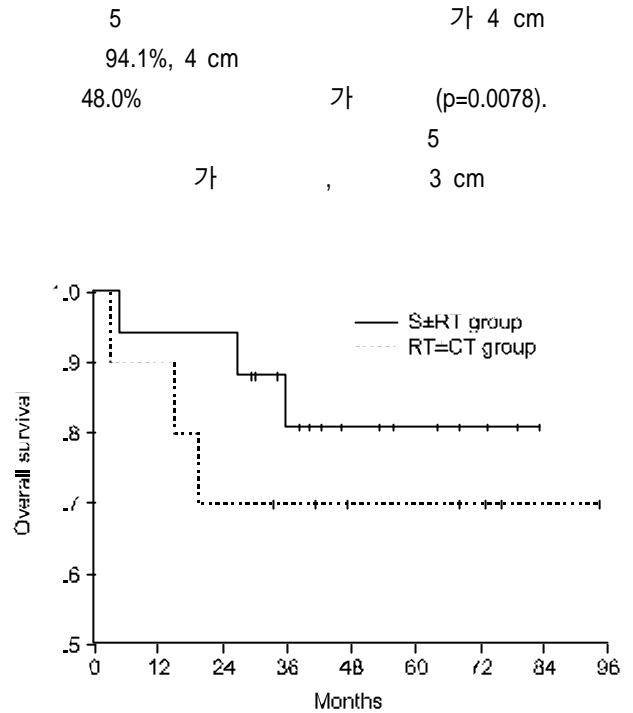 5 가 4 cm
94.1%, 4 cm
48.0% 가 (p=0.0078).
5
가 , 3 cm
1.0
S±RT group
RT±CT group
.9
.8
.7
.6
.5
Overall survival
0 12 24 36 48 60 72 84 96
Months